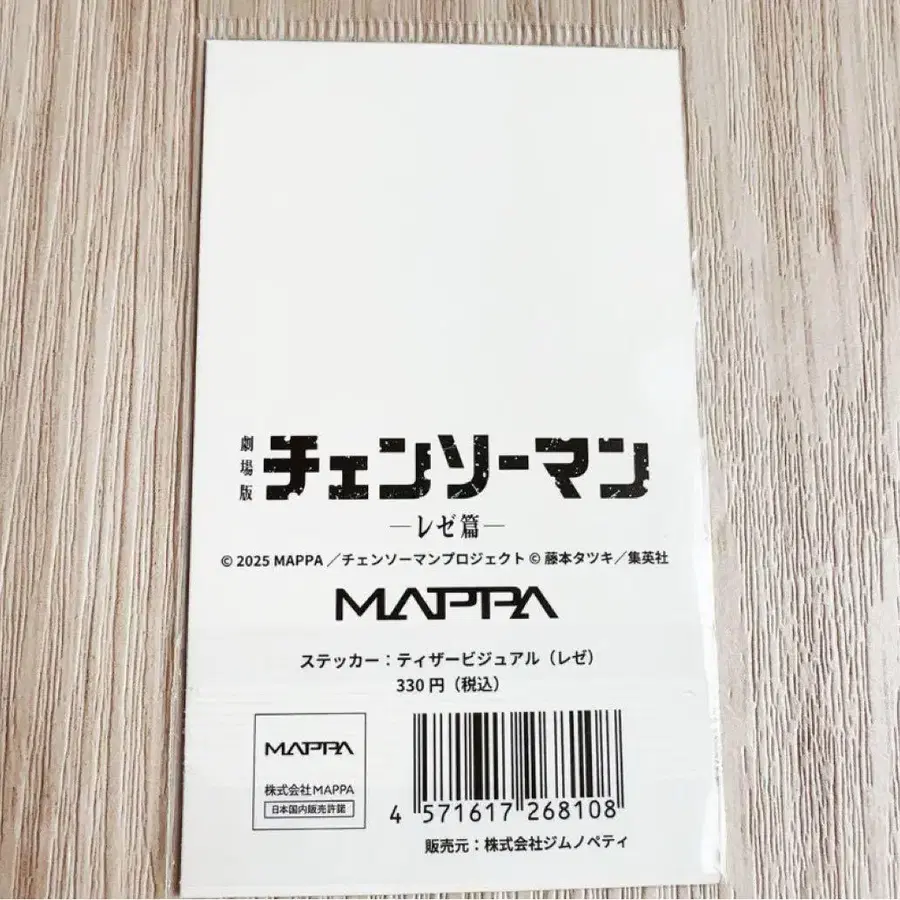 劇場版
チェンソーマン
―レゼ篇―
© 2025 MAPPA ／チェンソーマンプロジェクト © 藤本タツキ／集英社
MAPPA
ステッカー：ティザービジュアル（レゼ）
330 円（税込）
MAPPA
株式会社MAPPA
日本国内販売許諾
4 571617 268108
販売元：株式会社ジムノペティ